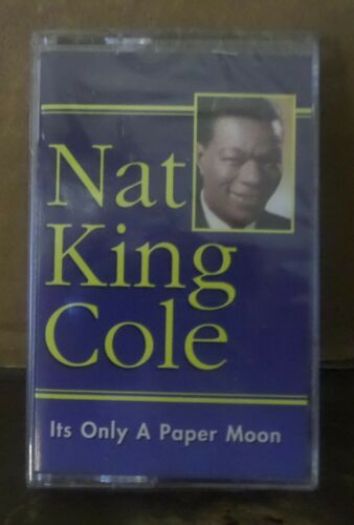 Nat
King
Cole
Its Only A Paper Moon